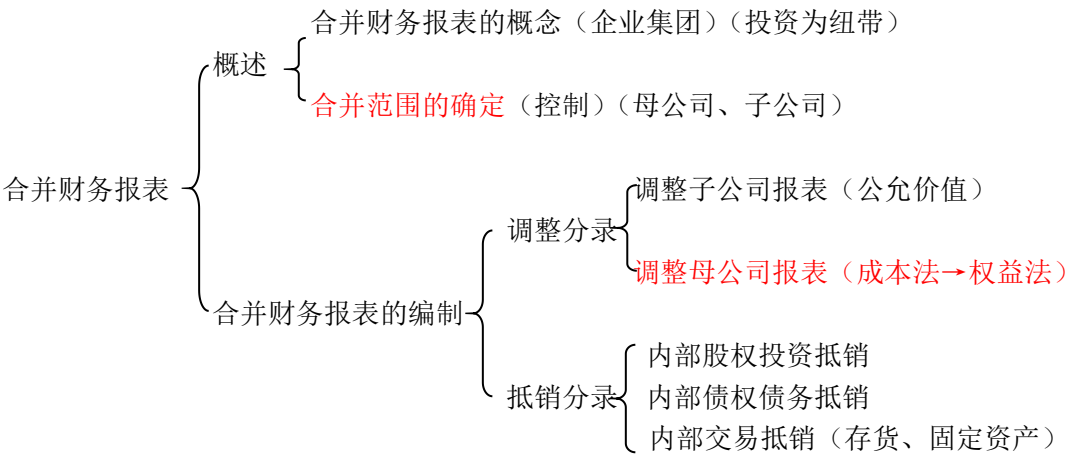 合并财务报表的概念（企业集团）（投资为纽带）
概述
合并范围的确定（控制）（母公司、子公司）
合并财务报表
调整子公司报表（公允价值）
调整分录
调整母公司报表（成本法→权益法）
合并财务报表的编制
内部股权投资抵销
抵销分录
内部债权债务抵销
内部交易抵销（存货、固定资产）